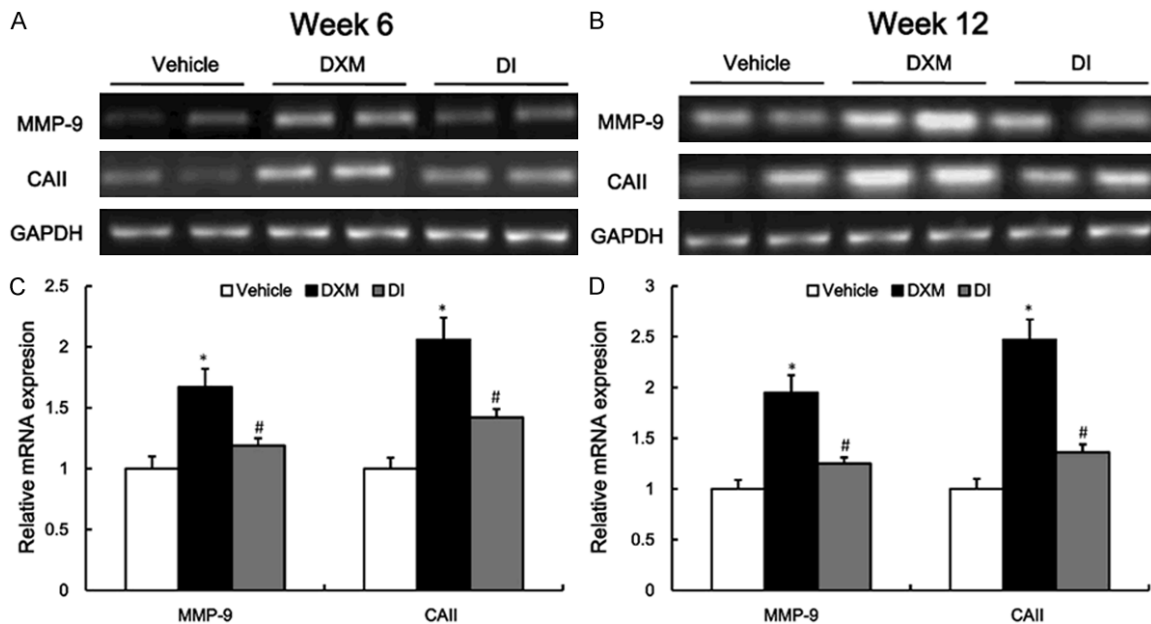 A
Week 6
Vehicle DXM DI
MMP-9
CAII
GAPDH
B
Week 12
Vehicle DXM DI
MMP-9
CAII
GAPDH
C
Vehicle DXM DI
Relative mRNA expresion
2.5
2
1.5
1
0.5
0
* # * #
MMP-9 CAII
D
Vehicle DXM DI
Relative mRNA expresion
3
2.5
2
1.5
1
0.5
0
* # * #
MMP-9 CAII